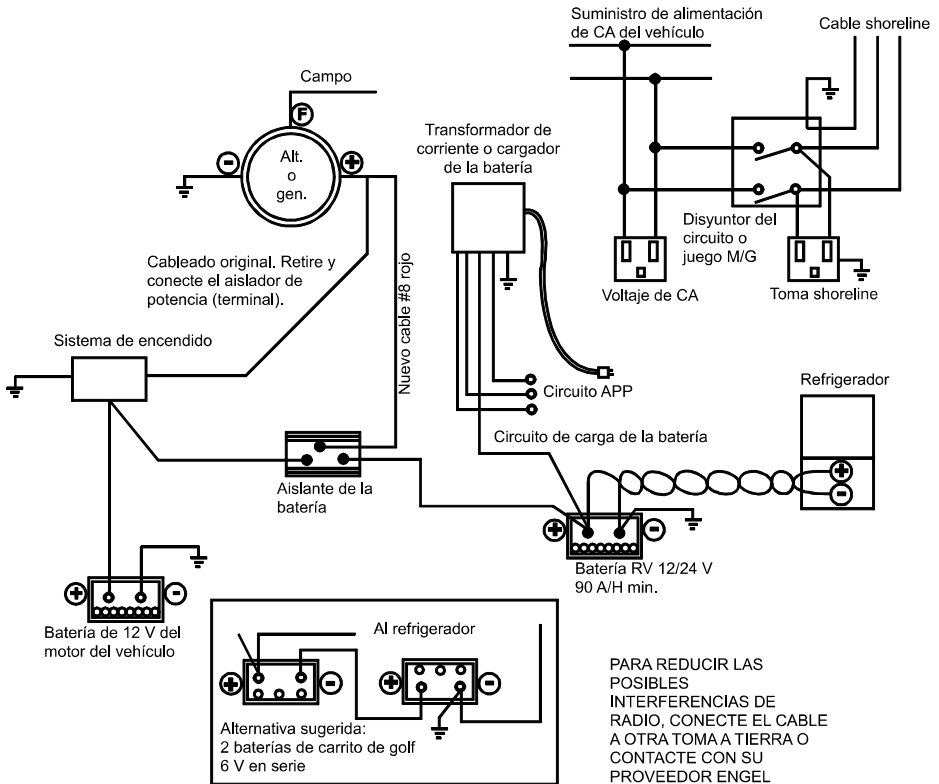 Suministro de alimentación
de CA del vehículo
Cable shoreline
Campo
F
Alt.
o
gen.
Transformador de
corriente o cargador
de la batería
Disyuntor del
circuito o
juego M/G
Cableado original. Retire y
conecte el aislador de
potencia (terminal).
Nuevo cable #8 rojo
Voltaje de CA
Toma shoreline
Sistema de encendido
Refrigerador
Circuito APP
Circuito de carga de la batería
Aislante de la
batería
Batería RV 12/24 V
90 A/H min.
Batería de 12 V del
motor del vehículo
Al refrigerador
Alternativa sugerida:
2 baterías de carrito de golf
6 V en serie
PARA REDUCIR LAS
POSIBLES
INTERFERENCIAS DE
RADIO, CONECTE EL CABLE
A OTRA TOMA A TIERRA O
CONTACTE CON SU
PROVEEDOR ENGEL